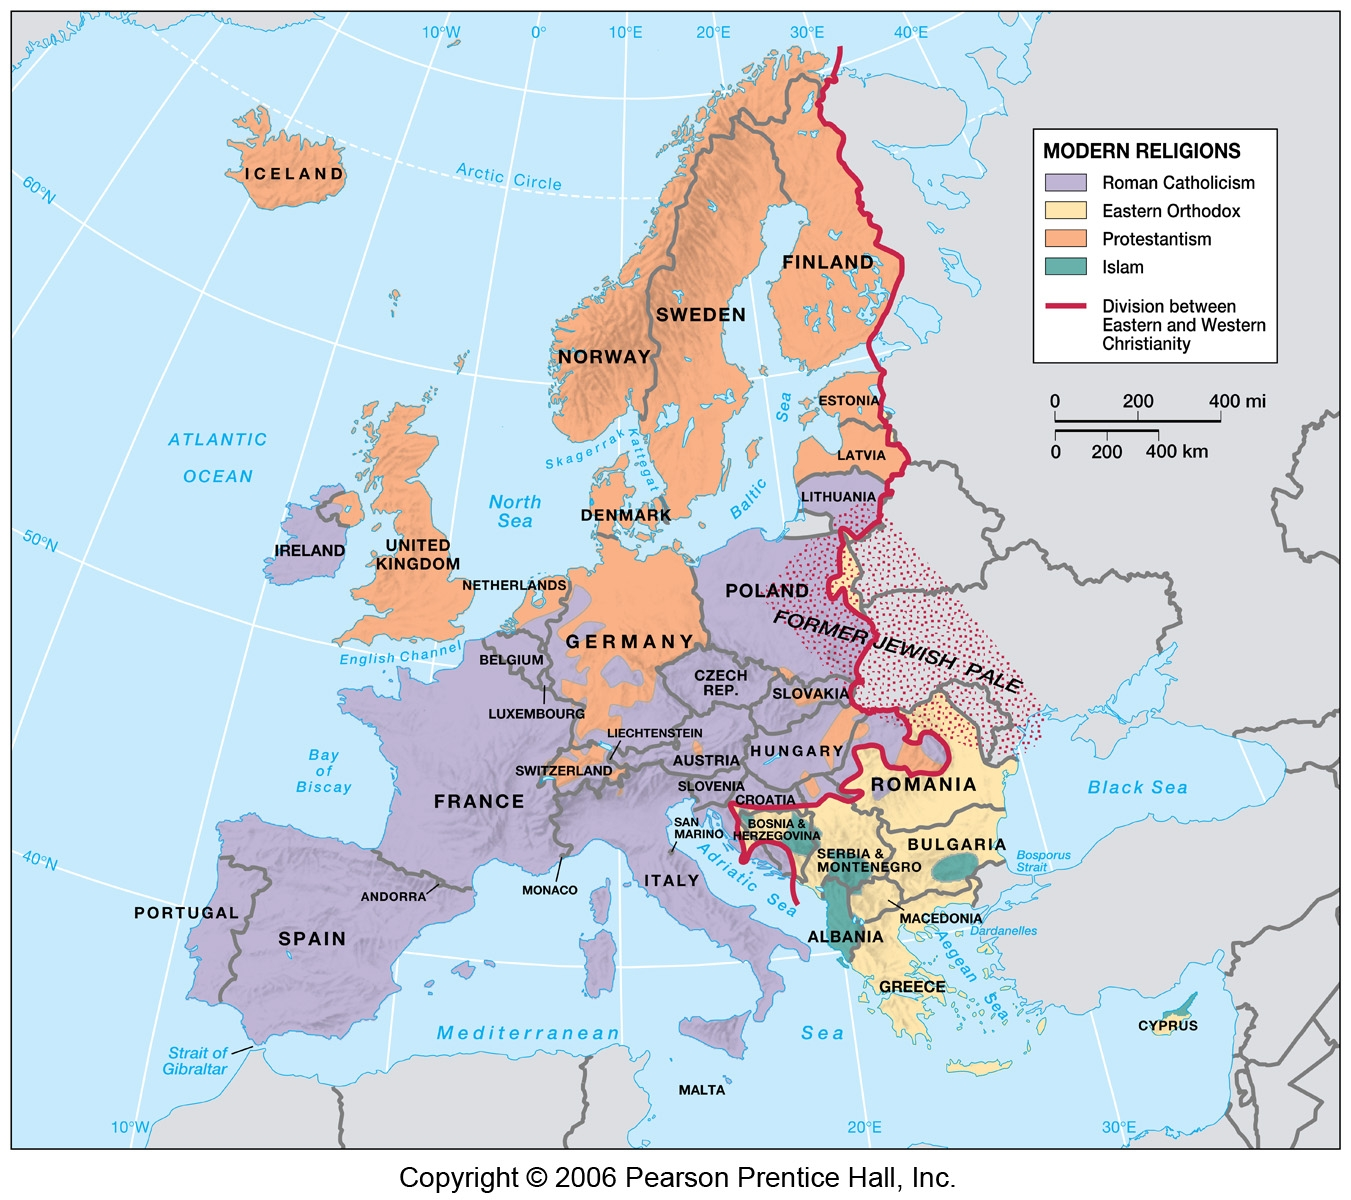 10°W
0°
10°E
20°E
30°E
40°E
60°N
50°N
40°N
Arctic Circle
ICELAND
MODERN RELIGIONS
Roman Catholicism
Eastern Orthodox
Protestantism
Islam
Division between
Eastern and Western
Christianity
0 200 400 mi
0 200 400 km
FINLAND
SWEDEN
NORWAY
ESTONIA
LATVIA
LITHUANIA
Baltic Sea
Skagerrak
Kattegat
ATLANTIC
OCEAN
North
Sea
DENMARK
IRELAND
UNITED
KINGDOM
NETHERLANDS
POLAND
FORMER JEWISH PALE
GERMANY
English Channel
BELGIUM
LUXEMBOURG
CZECH
REP.
SLOVAKIA
LIECHTENSTEIN
SWITZERLAND
AUSTRIA
HUNGARY
Bay
of
Biscay
FRANCE
SLOVENIA
CROATIA
ROMANIA
Black Sea
SAN
MARINO
BOSNIA &
HERZEGOVINA
SERBIA &
MONTENEGRO
BULGARIA
Bosporus
Strait
Adriatic Sea
MONACO
ITALY
ANDORRA
PORTUGAL
SPAIN
MACEDONIA
Dardanelles
ALBANIA
Aegean Sea
GREECE
CYPRUS
Mediterranean Sea
Strait of
Gibraltar
MALTA
10°W
20°E
30°E
Copyright © 2006 Pearson Prentice Hall, Inc.